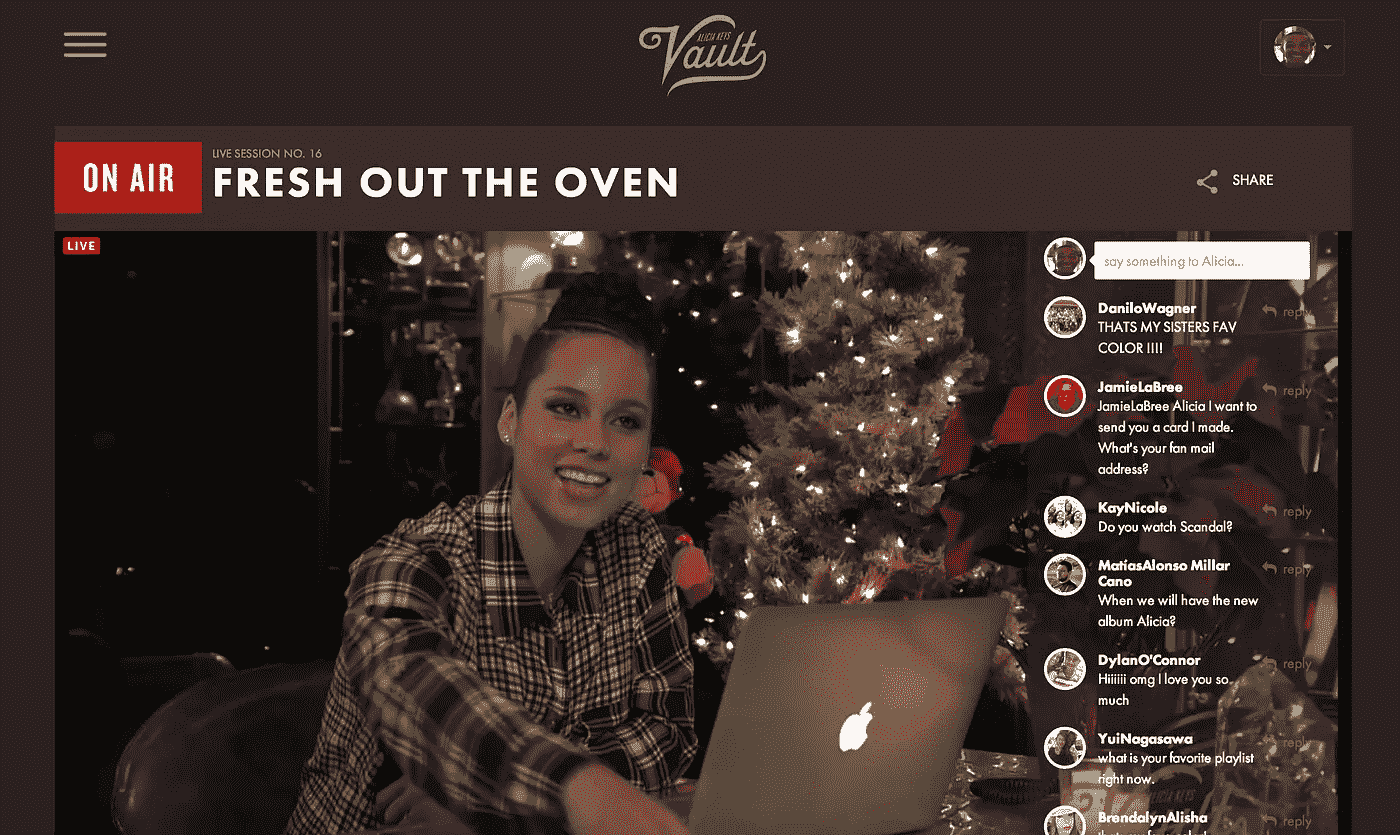 ALICIA KEYS
Vault
ON AIR
LIVE SESSION NO. 16
FRESH OUT THE OVEN
SHARE
LIVE
say something to Alicia...
DaniloWagner
reply
THATS MY SISTERS FAV
COLOR !!!!
JamieLaBree
reply
JamieLaBree Alicia I want to
send you a card I made.
What's your fan mail
address?
KayNicole
reply
Do you watch Scandal?
MatíasAlonso Millar
reply
Cano
When we will have the new
album Alicia?
DylanO'Connor
reply
Hiiiiii omg I love you so
much
YuiNagasawa
reply
what is your favorite playlist
right now.
BrendalynAlisha
reply